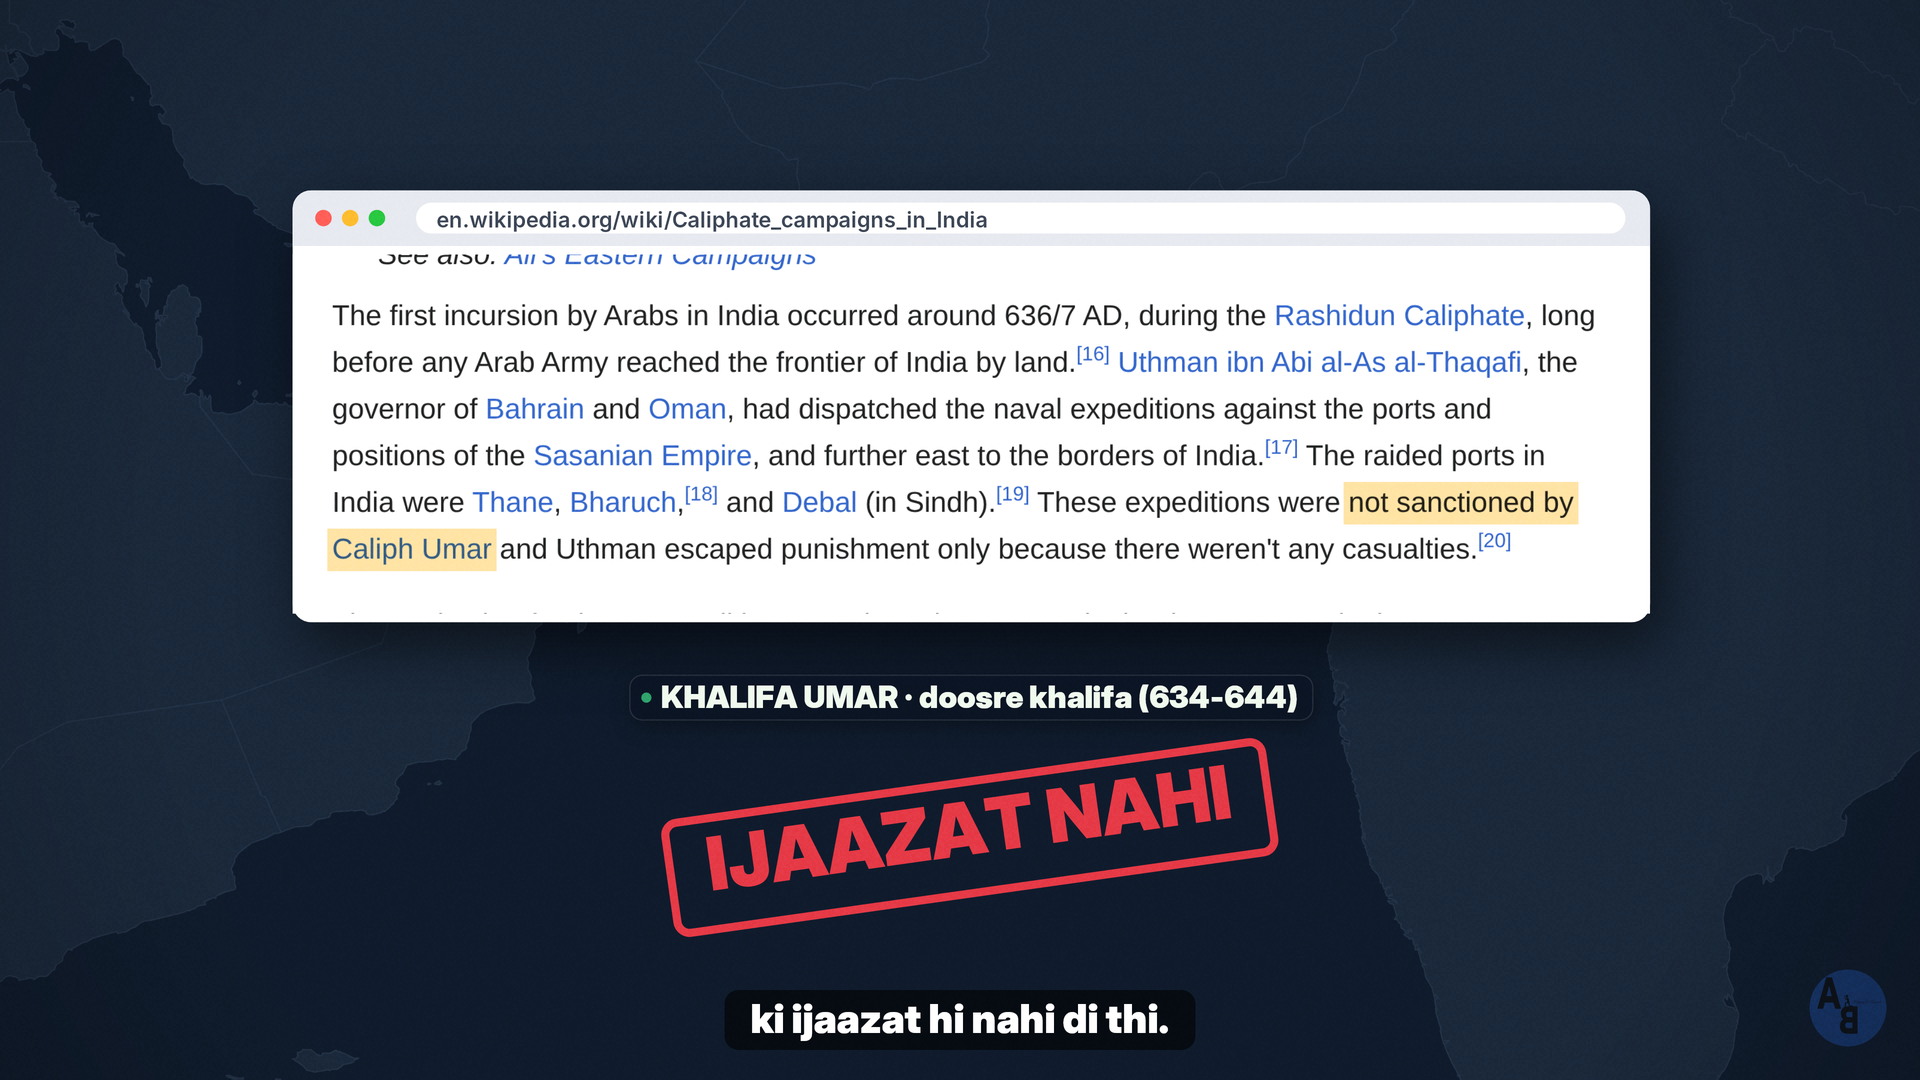 en.wikipedia.org/wiki/Caliphate_campaigns_in_India
See also: Ali's Eastern Campaigns
The first incursion by Arabs in India occurred around 636/7 AD, during the Rashidun Caliphate, long
before any Arab Army reached the frontier of India by land.[16] Uthman ibn Abi al-As al-Thaqafi, the
governor of Bahrain and Oman, had dispatched the naval expeditions against the ports and
positions of the Sasanian Empire, and further east to the borders of India.[17] The raided ports in
India were Thane, Bharuch,[18] and Debal (in Sindh).[19] These expeditions were not sanctioned by
Caliph Umar and Uthman escaped punishment only because there weren't any casualties.[20]
• KHALIFA UMAR · doosre khalifa (634-644)
IJAAZAT NAHI
ki ijaazat hi nahi di thi.
A
B